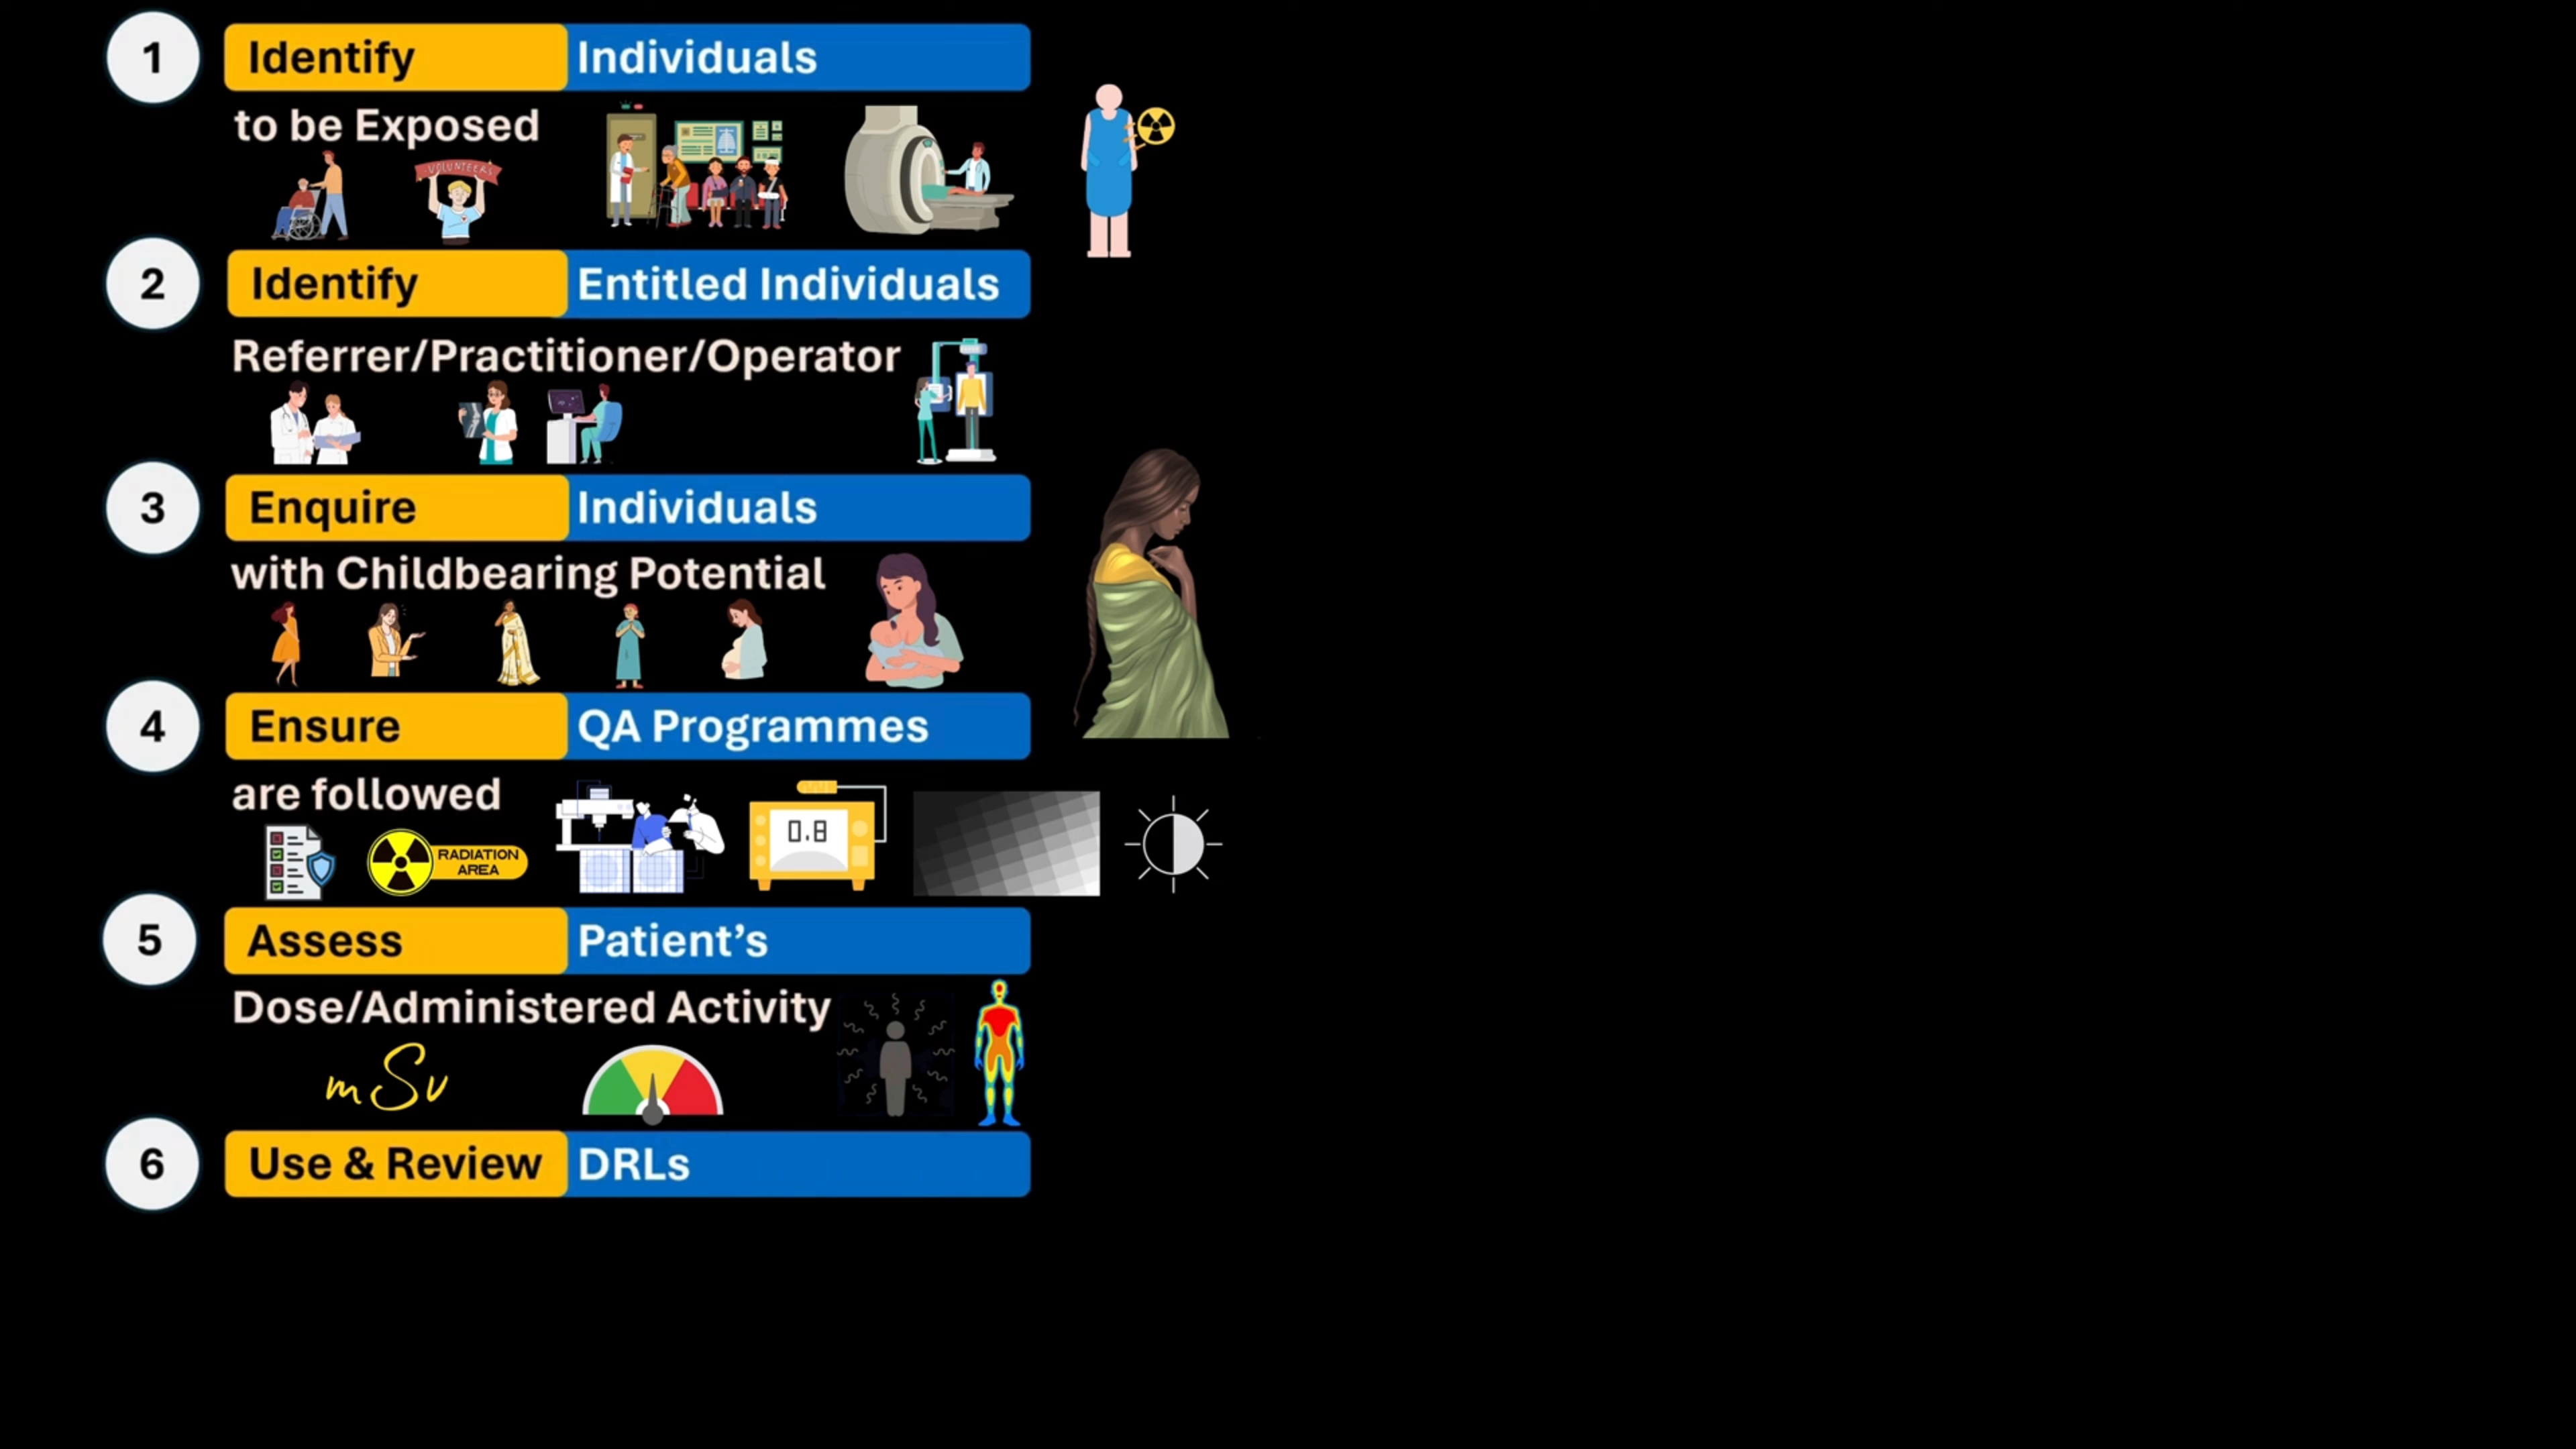 1 Identify Individuals
to be Exposed
VOLUNTEERS
2 Identify Entitled Individuals
Referrer/Practitioner/Operator
3 Enquire Individuals
with Childbearing Potential
4 Ensure QA Programmes
are followed
RADIATION
AREA
0.8
5 Assess Patient's
Dose/Administered Activity
mSv
6 Use & Review DRLs